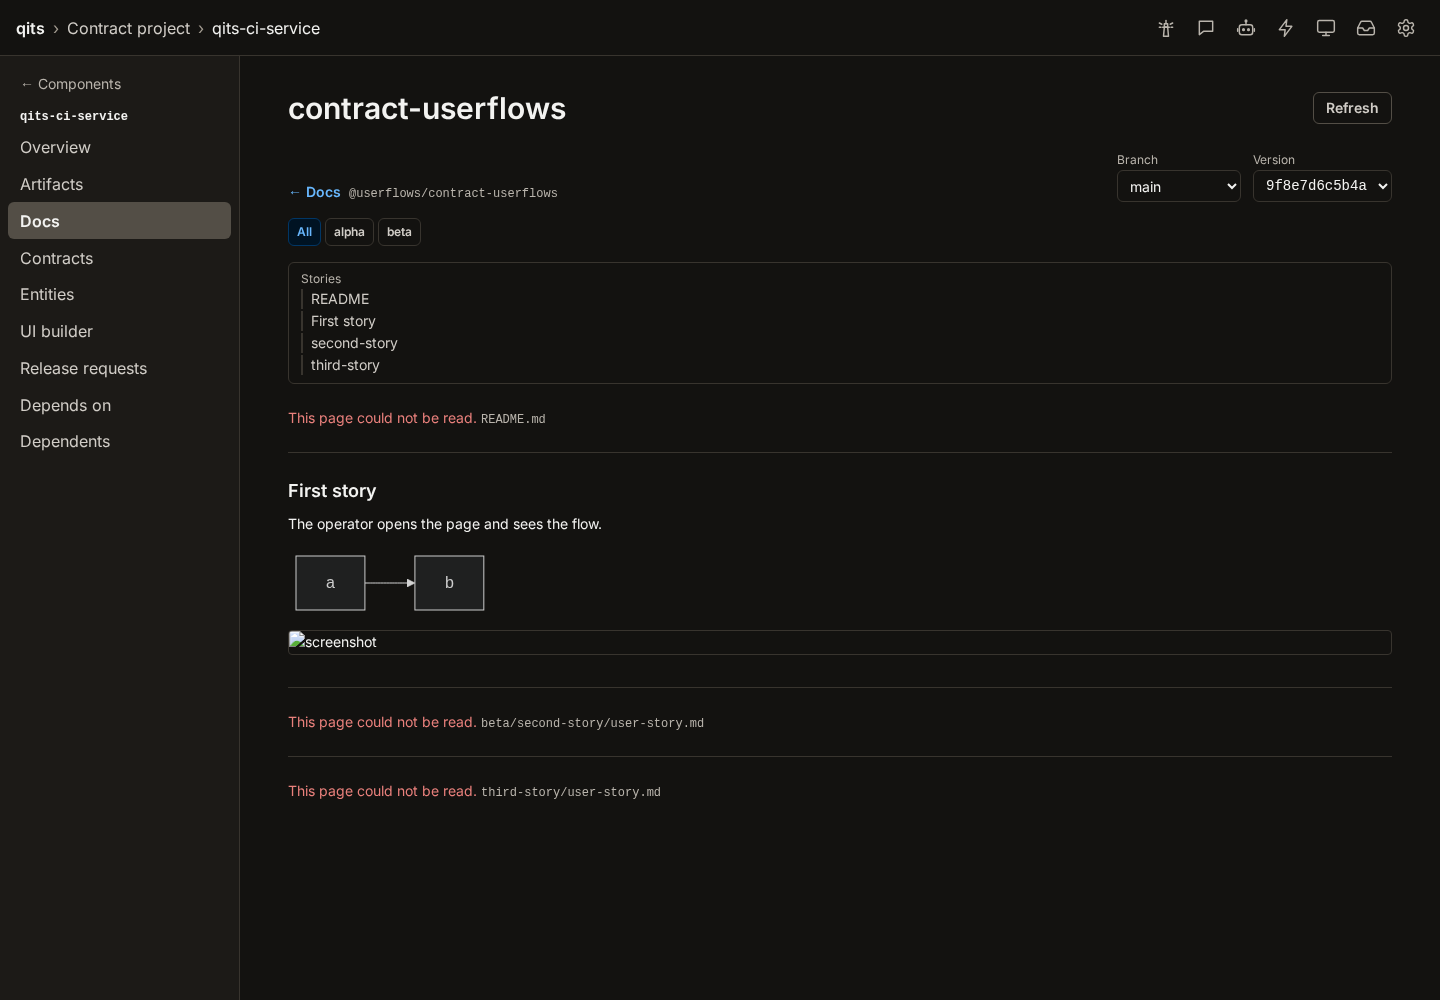 qits › Contract project › qits-ci-service
← Components
qits-ci-service
Overview
Artifacts
Docs
Contracts
Entities
UI builder
Release requests
Depends on
Dependents
contract-userflows
Refresh
Branch
main
Version
9f8e7d6c5b4a
← Docs @userflows/contract-userflows
All alpha beta
Stories
README
First story
second-story
third-story
This page could not be read. README.md
First story
The operator opens the page and sees the flow.
a b
screenshot
This page could not be read. beta/second-story/user-story.md
This page could not be read. third-story/user-story.md